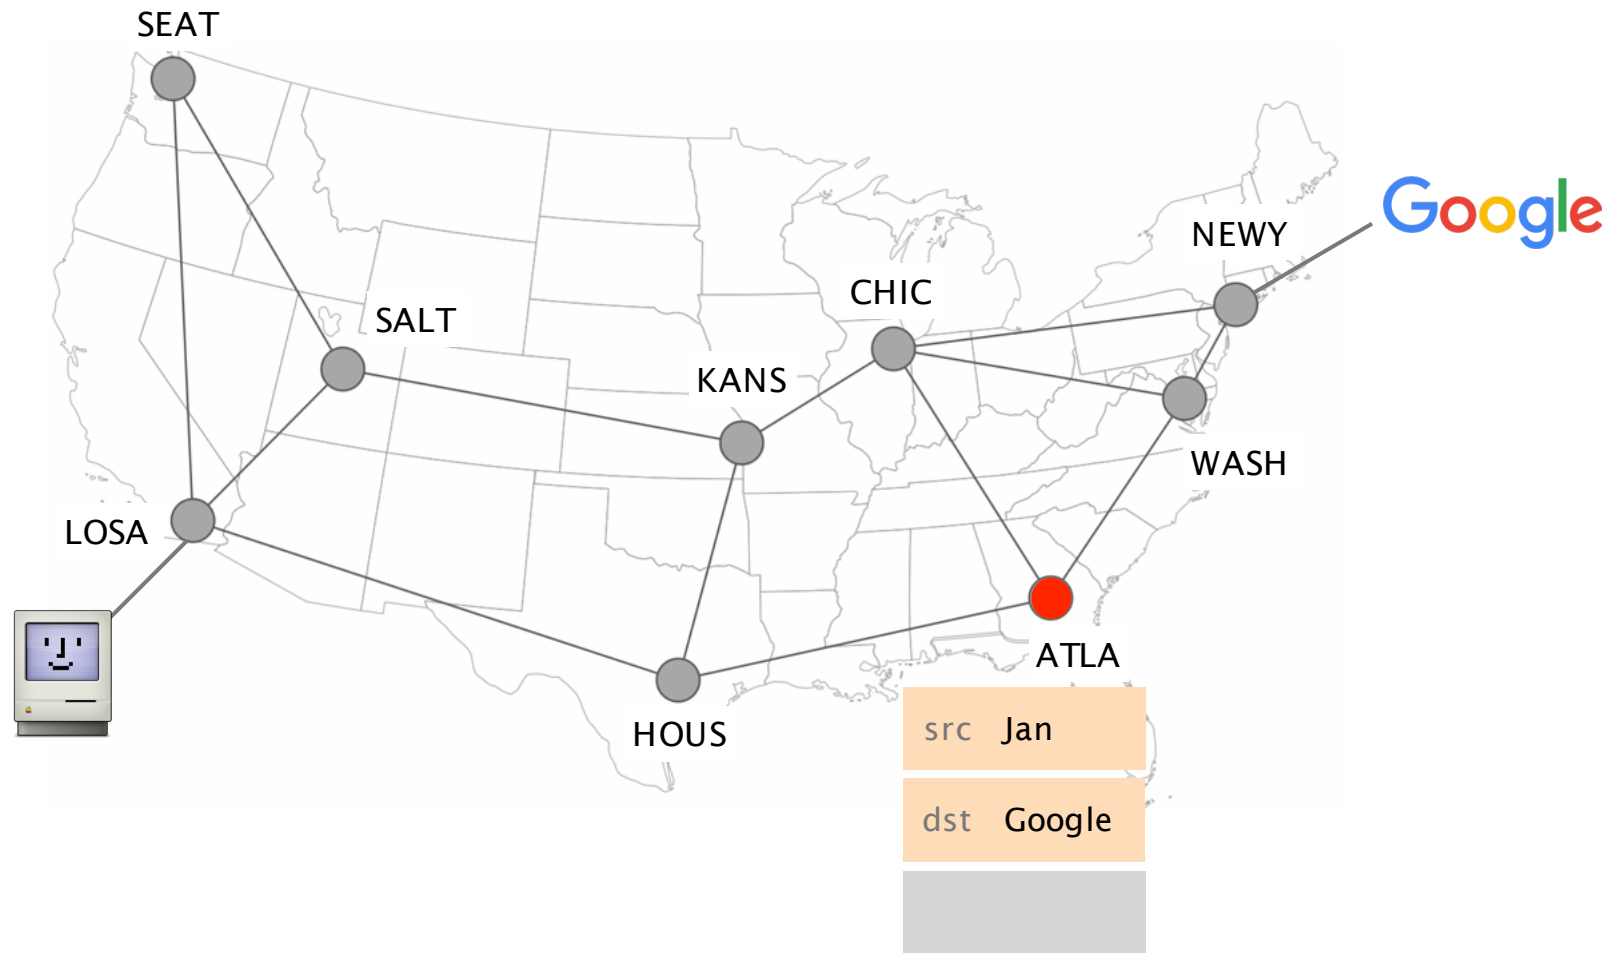 SEAT
Google
NEWY
CHIC
SALT
KANS
WASH
LOSA
ATLA
HOUS
src Jan
dst Google